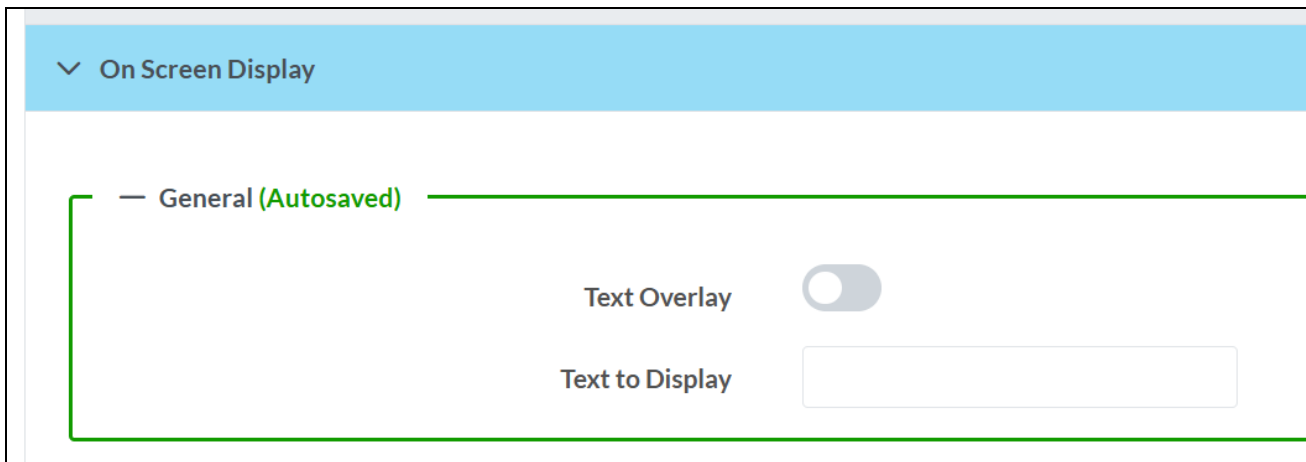 On Screen Display
General (Autosaved)
Text Overlay
Text to Display